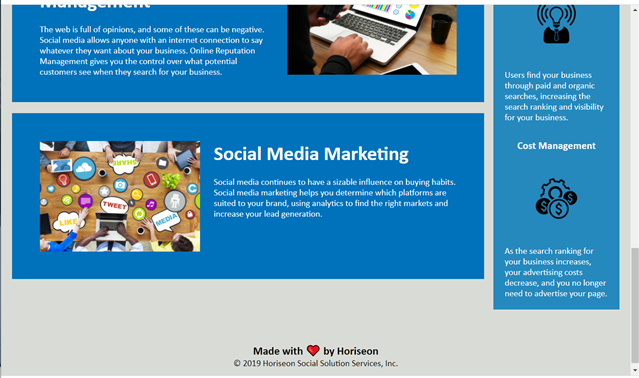 Management
The web is full of opinions, and some of these can be negative.
Social media allows anyone with an internet connection to say
whatever they want about your business. Online Reputation
Management gives you the control over what potential
customers see when they search for your business.
Social Media Marketing
Social media continues to have a sizable influence on buying habits.
Social media marketing helps you determine which platforms are
suited to your brand, using analytics to find the right markets and
increase your lead generation.
SHARE
TWEET
LIKE
MEDIA
Users find your business
through paid and organic
searches, increasing the
search ranking and visibility
for your business.
Cost Management
As the search ranking for
your business increases,
your advertising costs
decrease, and you no longer
need to advertise your page.
Made with ❤️ by Horiseon
© 2019 Horiseon Social Solution Services, Inc.